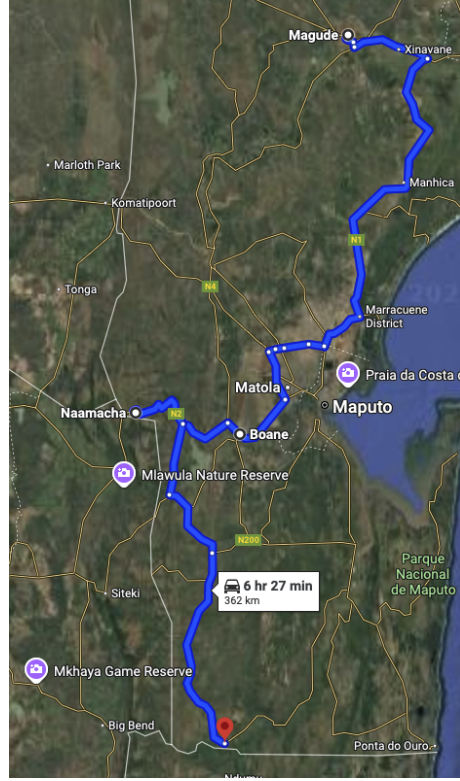 Magude
Xinavane
Marloth Park
Manhica
Komatipoort
N1
N4
Tonga
Marracuene
District
Praia da Costa d
Matola
Maputo
Naamacha
N2
Boane
Mlawula Nature Reserve
N200
Parque
Nacional
de Maputo
6 hr 27 min
362 km
Siteki
Mkhaya Game Reserve
Big Bend
Ponta do Ouro